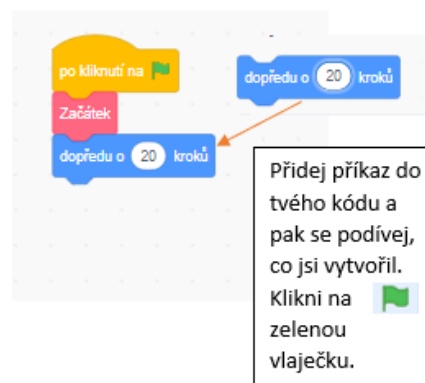 po kliknutí na
Začátek
dopředu o 20 kroků
dopředu o 20 kroků
Přidej příkaz do
tvého kódu a
pak se podívej,
co jsi vytvořil.
Klikni na
zelenou
vlaječku.